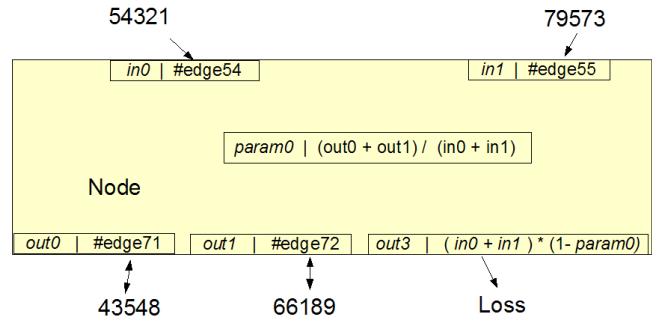 54321
79573
in0 | #edge54
in1 | #edge55
param0 | (out0 + out1) / (in0 + in1)
Node
out0 | #edge71
out1 | #edge72
out3 | ( in0 + in1 ) * (1- param0)
43548
66189
Loss